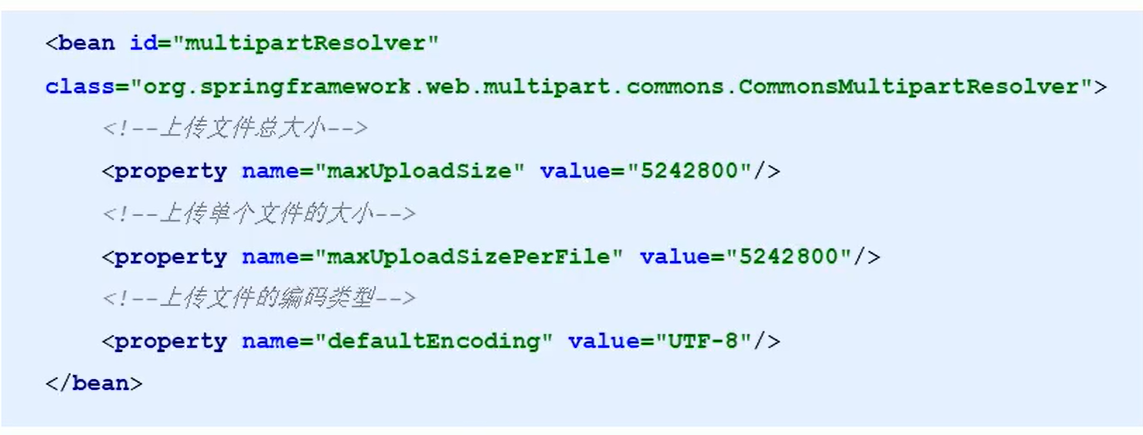 <bean id="multipartResolver"
class="org.springframework.web.multipart.commons.CommonsMultipartResolver">
<!--上传文件总大小-->
<property name="maxUploadSize" value="5242800"/>
<!--上传单个文件的大小-->
<property name="maxUploadSizePerFile" value="5242800"/>
<!--上传文件的编码类型-->
<property name="defaultEncoding" value="UTF-8"/>
</bean>